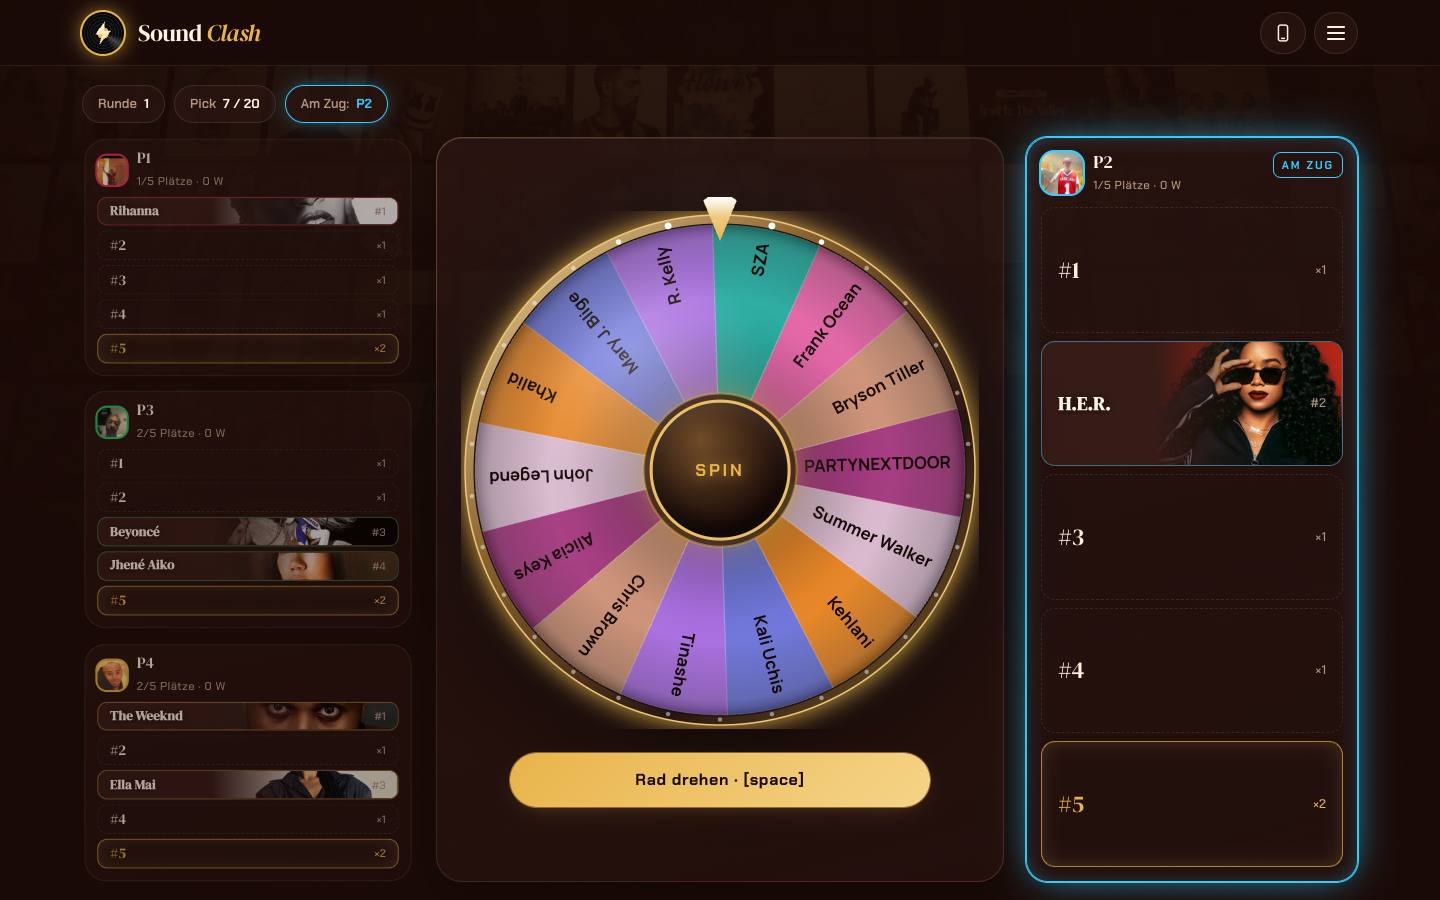 Sound Clash
Runde 1
Pick 7 / 20
Am Zug: P2
P1
1/5 Plätze · 0 W
Rihanna #1
#2 ×1
#3 ×1
#4 ×1
#5 ×2
P3
2/5 Plätze · 0 W
#1 ×1
#2 ×1
Beyoncé #3
Jhené Aiko #4
#5 ×2
P4
2/5 Plätze · 0 W
The Weeknd #1
#2 ×1
Ella Mai #3
#4 ×1
#5 ×2
SZA
Frank Ocean
Bryson Tiller
PARTYNEXTDOOR
Summer Walker
Kehlani
Kali Uchis
Tinashe
Chris Brown
Alicia Keys
John Legend
Khalid
Mary J. Blige
R. Kelly
SPIN
Rad drehen · [space]
P2
1/5 Plätze · 0 W
AM ZUG
#1 ×1
H.E.R. #2
#3 ×1
#4 ×1
#5 ×2